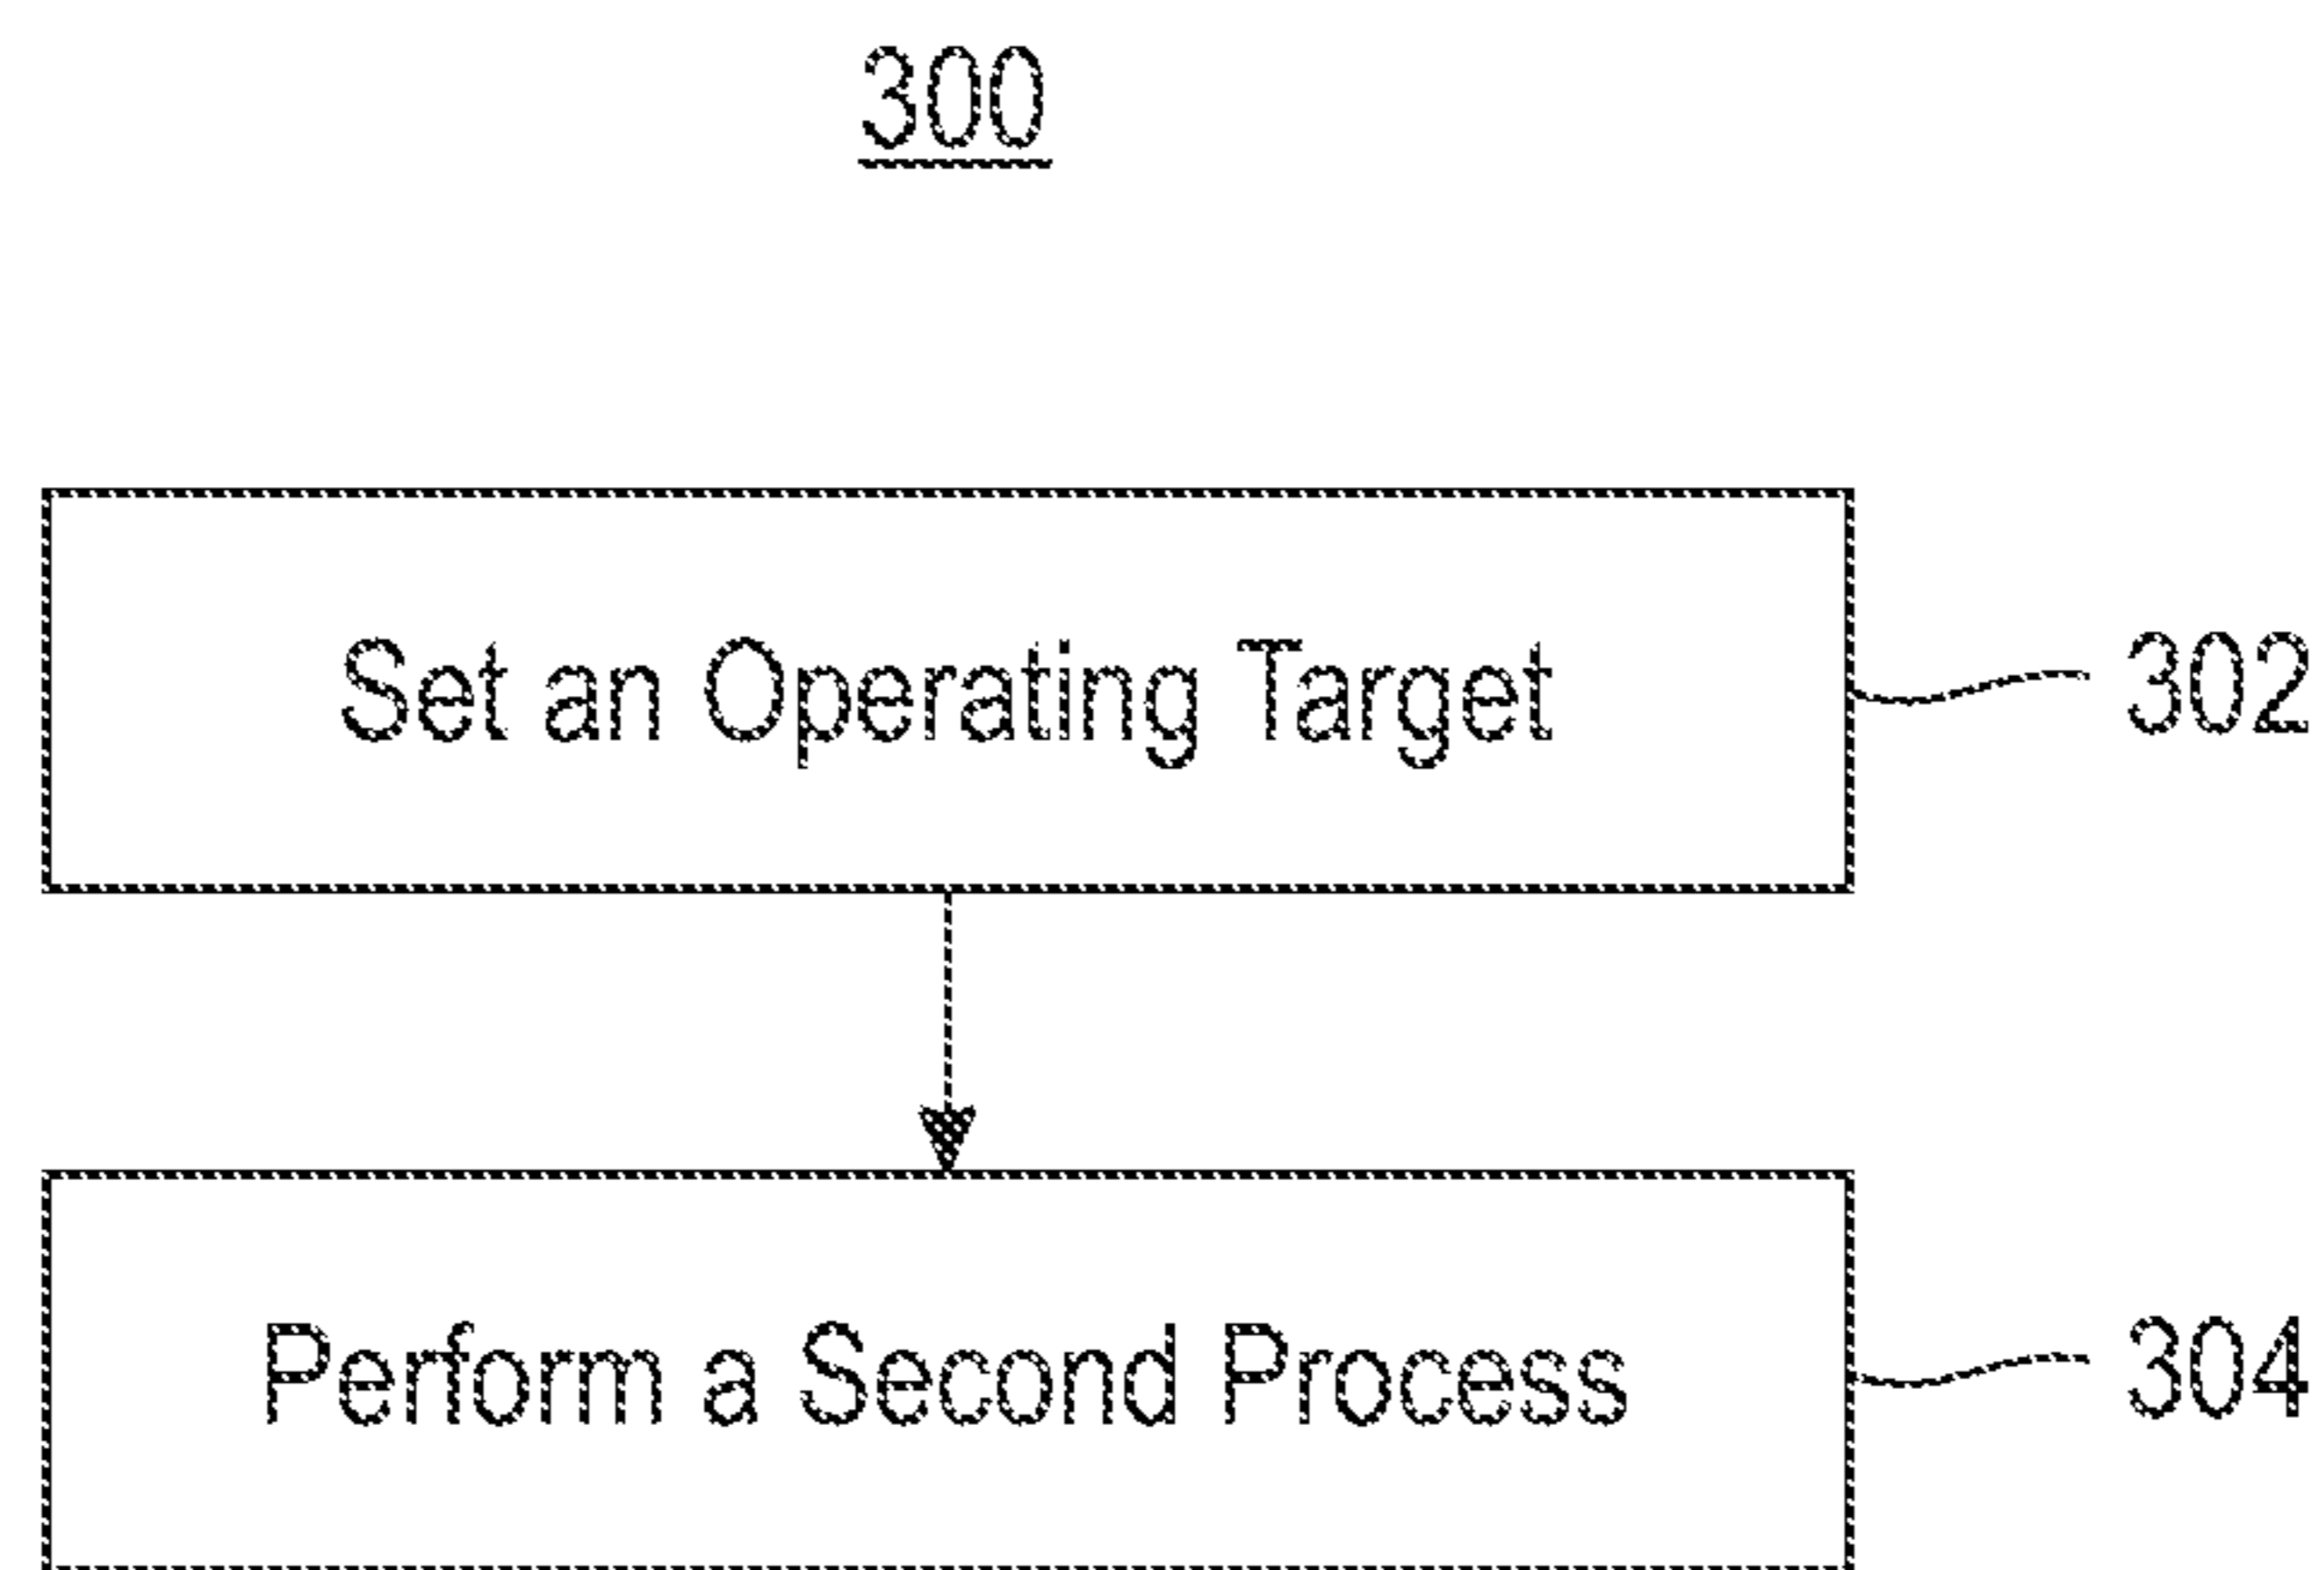 300
Set an Operating Target
302
Perform a Second Process
304